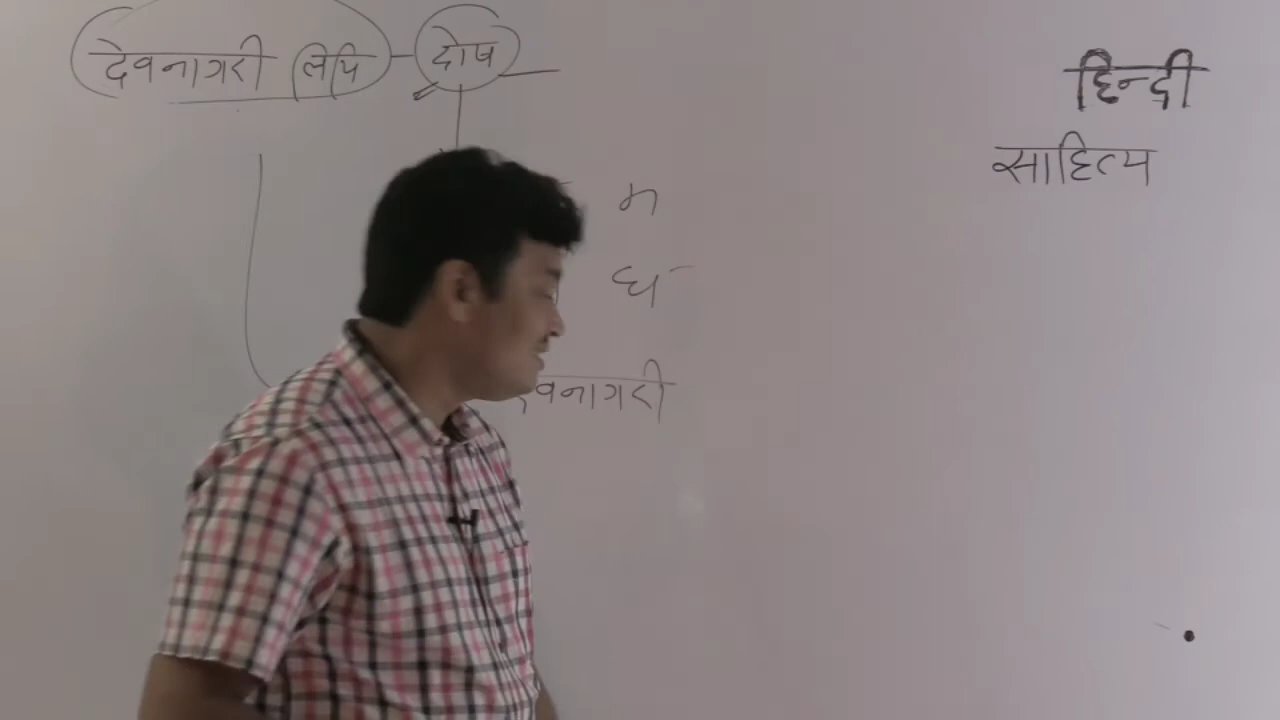 देवनागरी लिपि - दोष
हिन्दी
साहित्य
म
ध
वनागरी